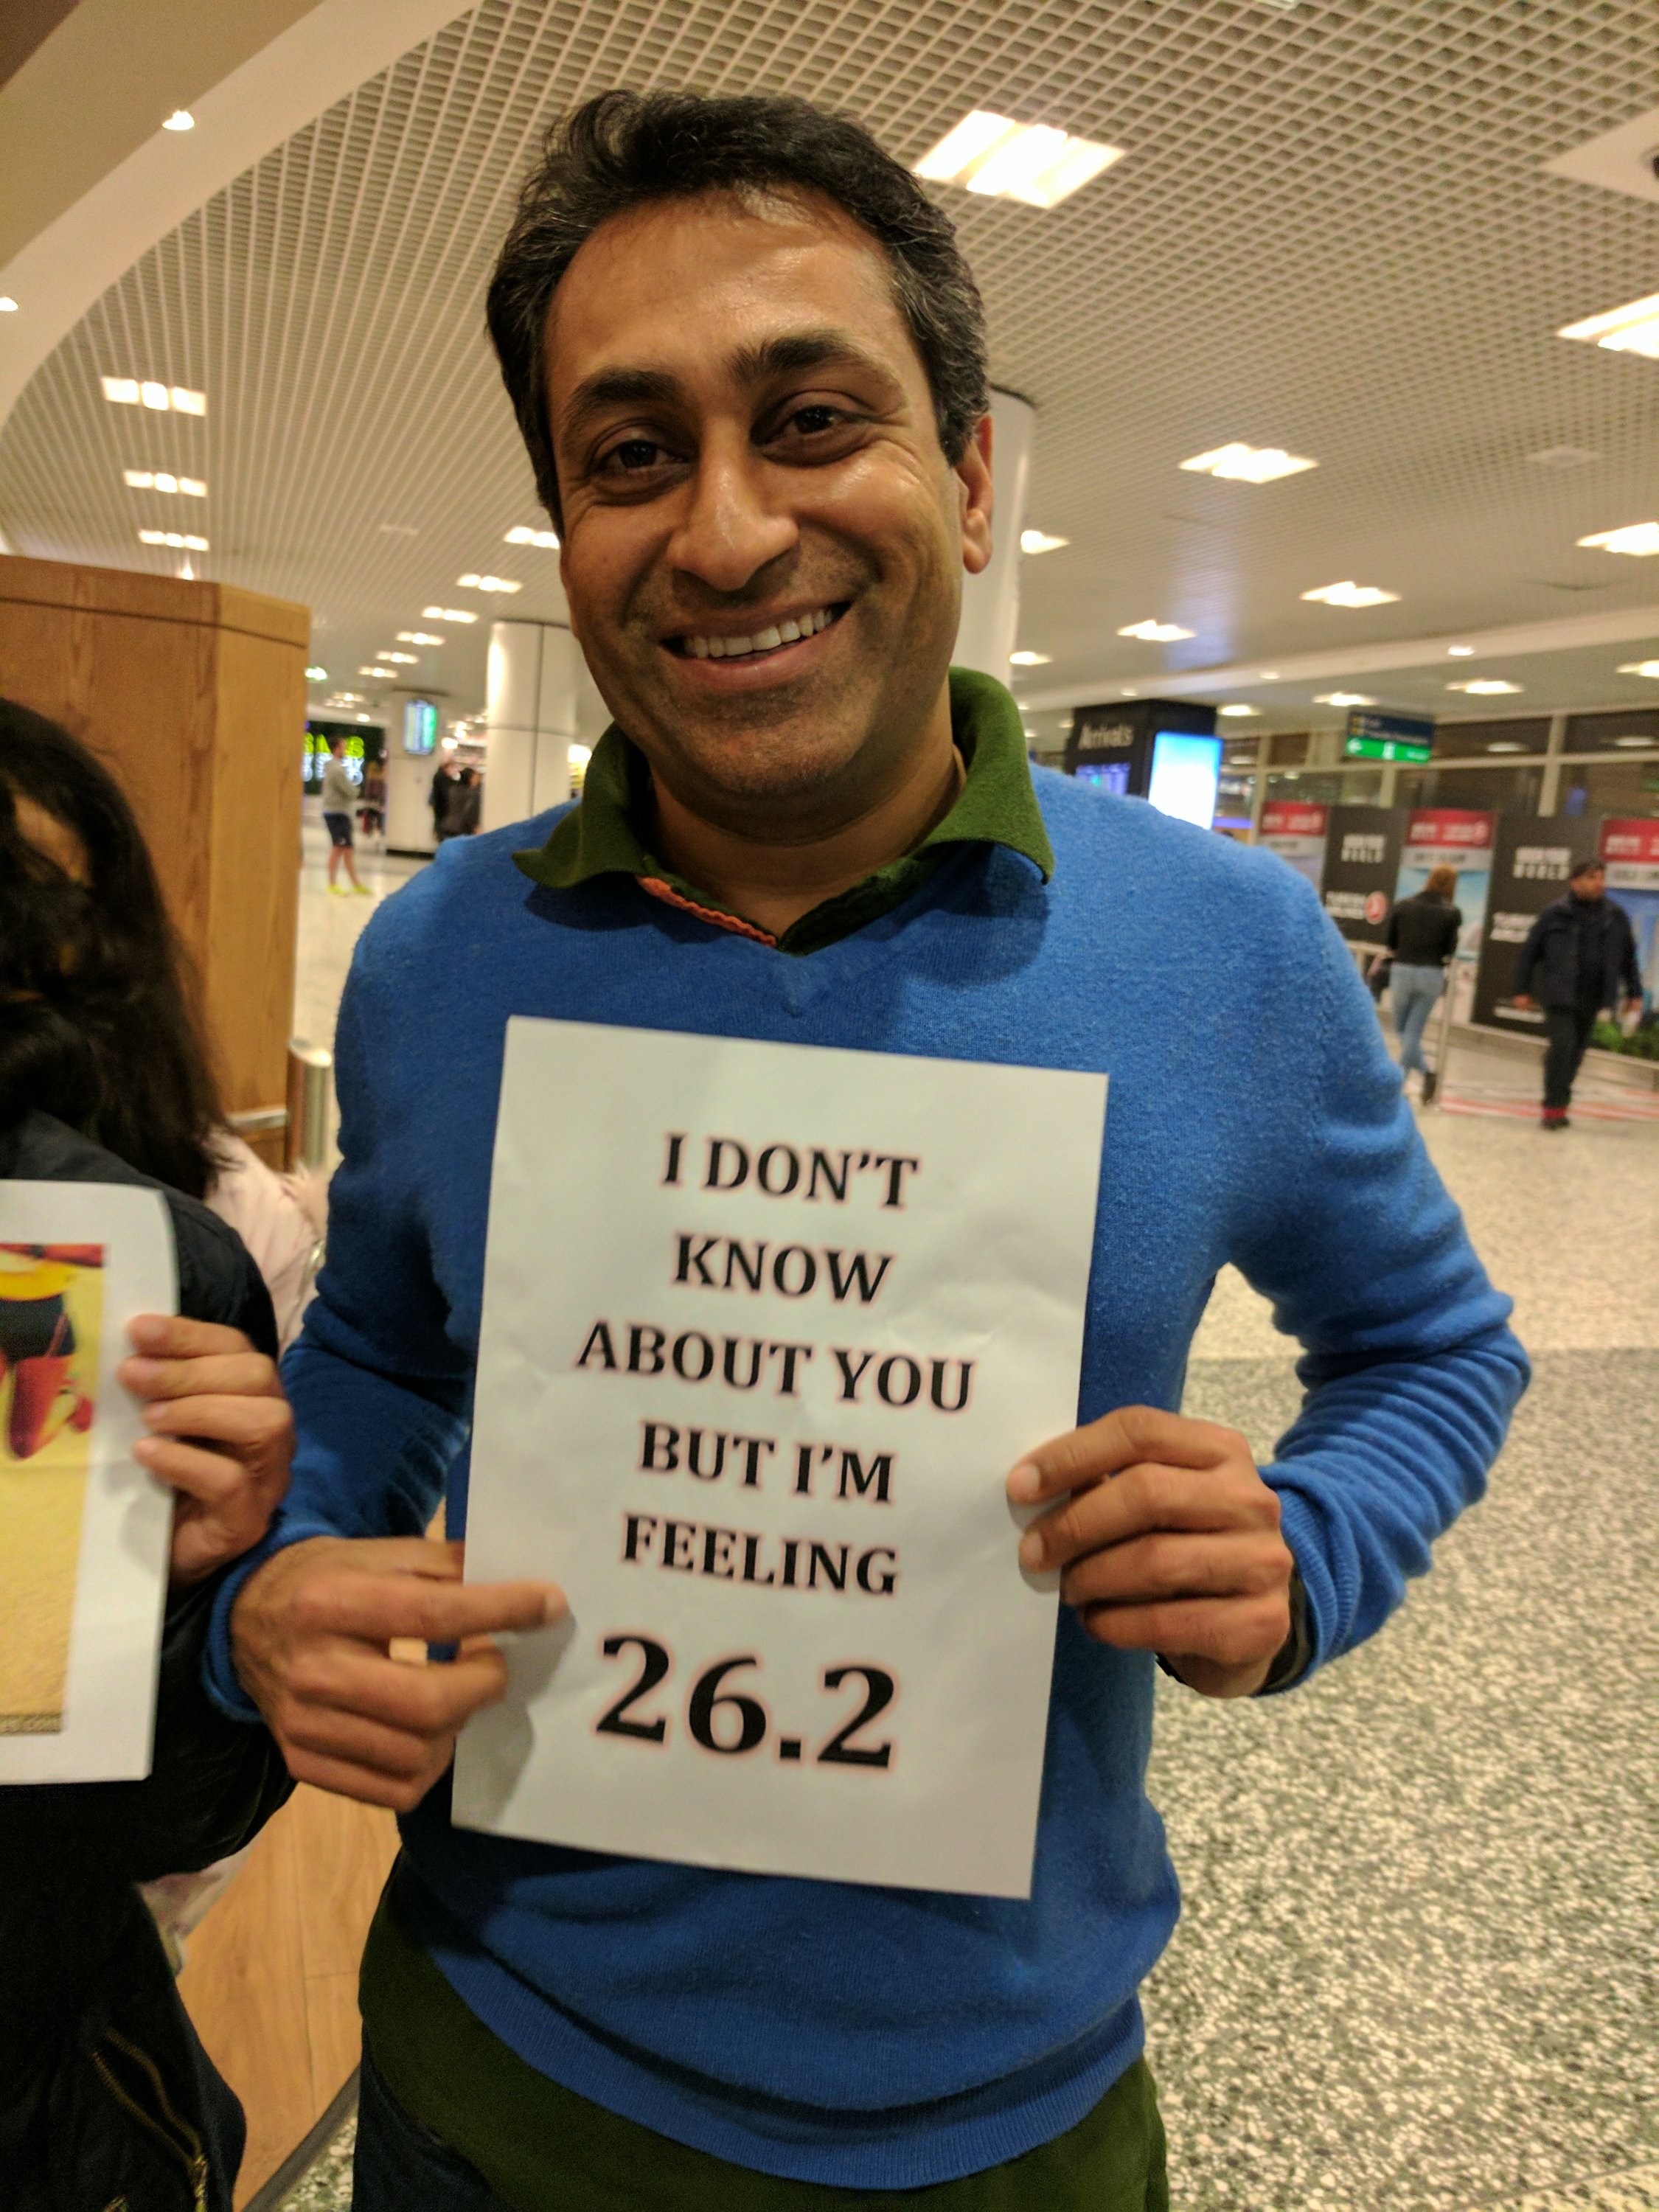 Arrivals
I DON'T
KNOW
ABOUT YOU
BUT I'M
FEELING
26.2